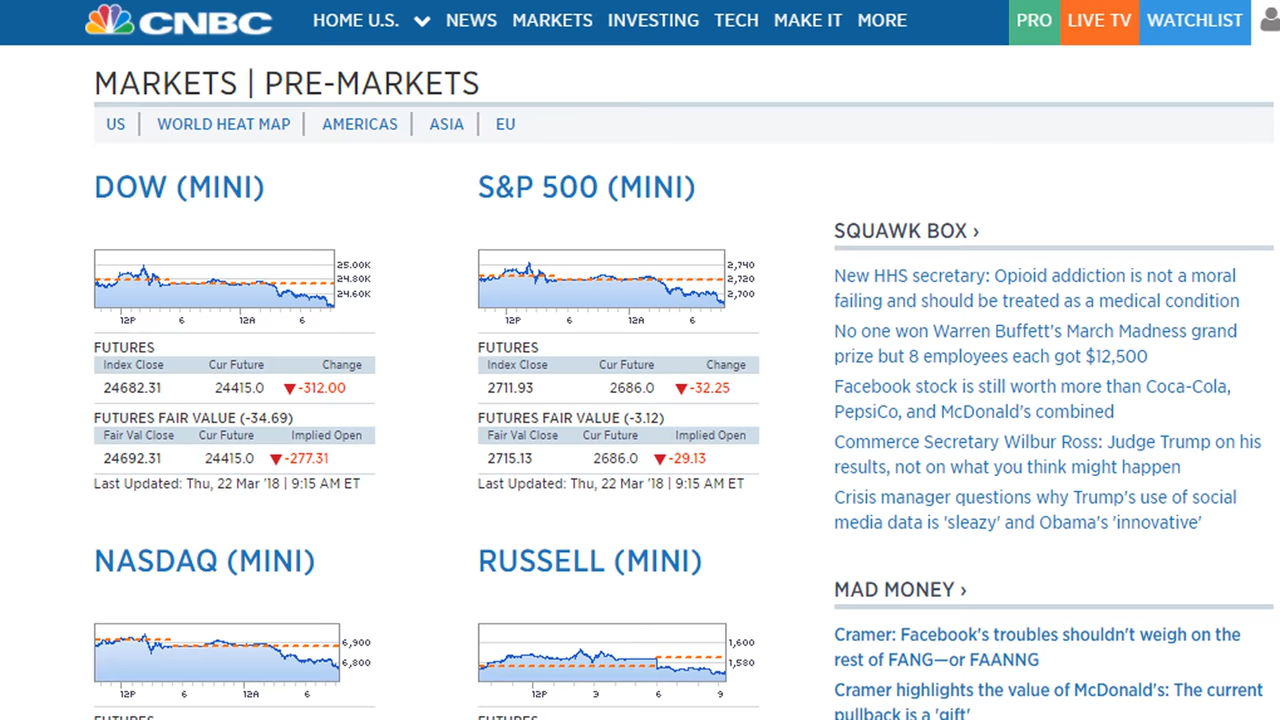 CNBC
HOME U.S. NEWS MARKETS INVESTING TECH MAKE IT MORE
PRO LIVE TV WATCHLIST
MARKETS | PRE-MARKETS
US WORLD HEAT MAP AMERICAS ASIA EU
DOW (MINI)
25.00K
24.80K
24.60K
12P 6 12A 6
FUTURES
Index Close Cur Future Change
24682.31 24415.0 ▼-312.00
FUTURES FAIR VALUE (-34.69)
Fair Val Close Cur Future Implied Open
24692.31 24415.0 ▼-277.31
Last Updated: Thu, 22 Mar '18 | 9:15 AM ET
S&P 500 (MINI)
2,740
2,720
2,700
12P 6 12A 6
FUTURES
Index Close Cur Future Change
2711.93 2686.0 ▼-32.25
FUTURES FAIR VALUE (-3.12)
Fair Val Close Cur Future Implied Open
2715.13 2686.0 ▼-29.13
Last Updated: Thu, 22 Mar '18 | 9:15 AM ET
NASDAQ (MINI)
6,900
6,800
12P 6 12A 6
FUTURES
RUSSELL (MINI)
1,600
1,580
12P 3 6 9
FUTURES
SQUAWK BOX ›
New HHS secretary: Opioid addiction is not a moral
failing and should be treated as a medical condition
No one won Warren Buffett's March Madness grand
prize but 8 employees each got $12,500
Facebook stock is still worth more than Coca-Cola,
PepsiCo, and McDonald's combined
Commerce Secretary Wilbur Ross: Judge Trump on his
results, not on what you think might happen
Crisis manager questions why Trump's use of social
media data is 'sleazy' and Obama's 'innovative'
MAD MONEY ›
Cramer: Facebook's troubles shouldn't weigh on the
rest of FANG—or FAANNG
Cramer highlights the value of McDonald's: The current
pullback is a 'gift'